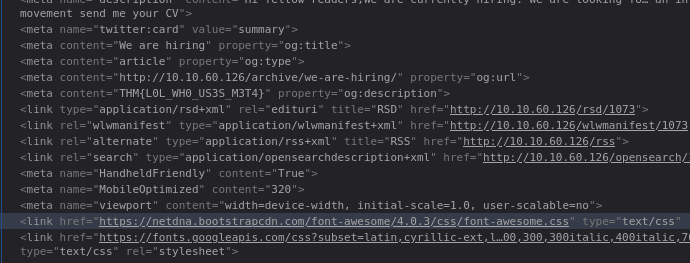 <meta name="description" content="Hi fellow readers,We are currently hiring. We are looking fo… an in
movement send me your CV">
<meta name="twitter:card" value="summary">
<meta content="We are hiring" property="og:title">
<meta content="article" property="og:type">
<meta content="http://10.10.60.126/archive/we-are-hiring/" property="og:url">
<meta content="THM{L0L_WH0_US3S_M3T4}" property="og:description">
<link type="application/rsd+xml" rel="edituri" title="RSD" href="http://10.10.60.126/rsd/1073">
<link rel="wlwmanifest" type="application/wlwmanifest+xml" href="http://10.10.60.126/wlwmanifest/1073
<link rel="alternate" type="application/rss+xml" title="RSS" href="http://10.10.60.126/rss">
<link rel="search" type="application/opensearchdescription+xml" href="http://10.10.60.126/opensearch/
<meta name="HandheldFriendly" content="True">
<meta name="MobileOptimized" content="320">
<meta name="viewport" content="width=device-width, initial-scale=1.0, user-scalable=no">
<link href="https://netdna.bootstrapcdn.com/font-awesome/4.0.3/css/font-awesome.css" type="text/css"
<link href="https://fonts.googleapis.com/css?subset=latin,cyrillic-ext,l…00,300,300italic,400italic,70
type="text/css" rel="stylesheet">